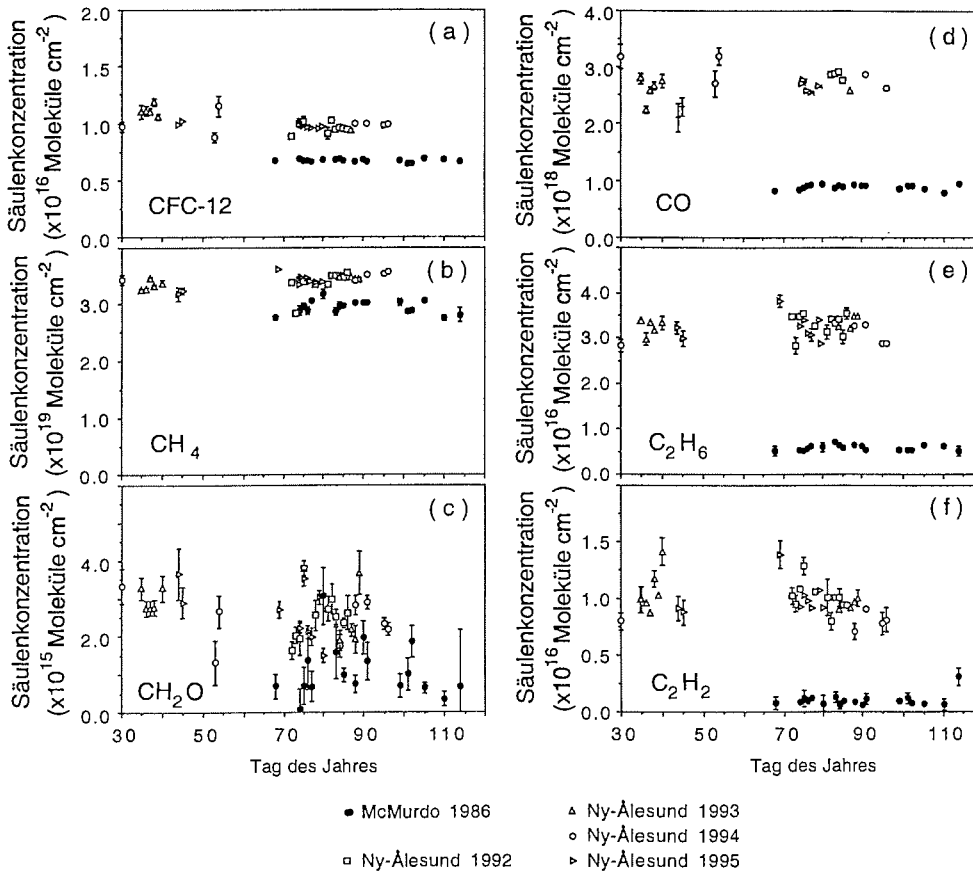 (a)
Säulenkonzentration
(x10^16 Moleküle cm^-2)
2.0
1.5
1.0
0.5
0.0
CFC-12
(b)
Säulenkonzentration
(x10^19 Moleküle cm^-2)
3.0
1.0
0.0
CH4
(c)
Säulenkonzentration
(x10^15 Moleküle cm^-2)
4.0
2.0
0.0
CH2O
30 50 70 90 110
Tag des Jahres
(d)
Säulenkonzentration
(x10^18 Moleküle cm^-2)
4.0
3.0
2.0
1.0
0.0
CO
(e)
Säulenkonzentration
(x10^16 Moleküle cm^-2)
4.0
3.0
2.0
1.0
0.0
C2H6
(f)
Säulenkonzentration
(x10^16 Moleküle cm^-2)
1.5
1.0
0.5
0.0
C2H2
30 50 70 90 110
Tag des Jahres
McMurdo 1986
Ny-Ålesund 1992
Ny-Ålesund 1993
Ny-Ålesund 1994
Ny-Ålesund 1995